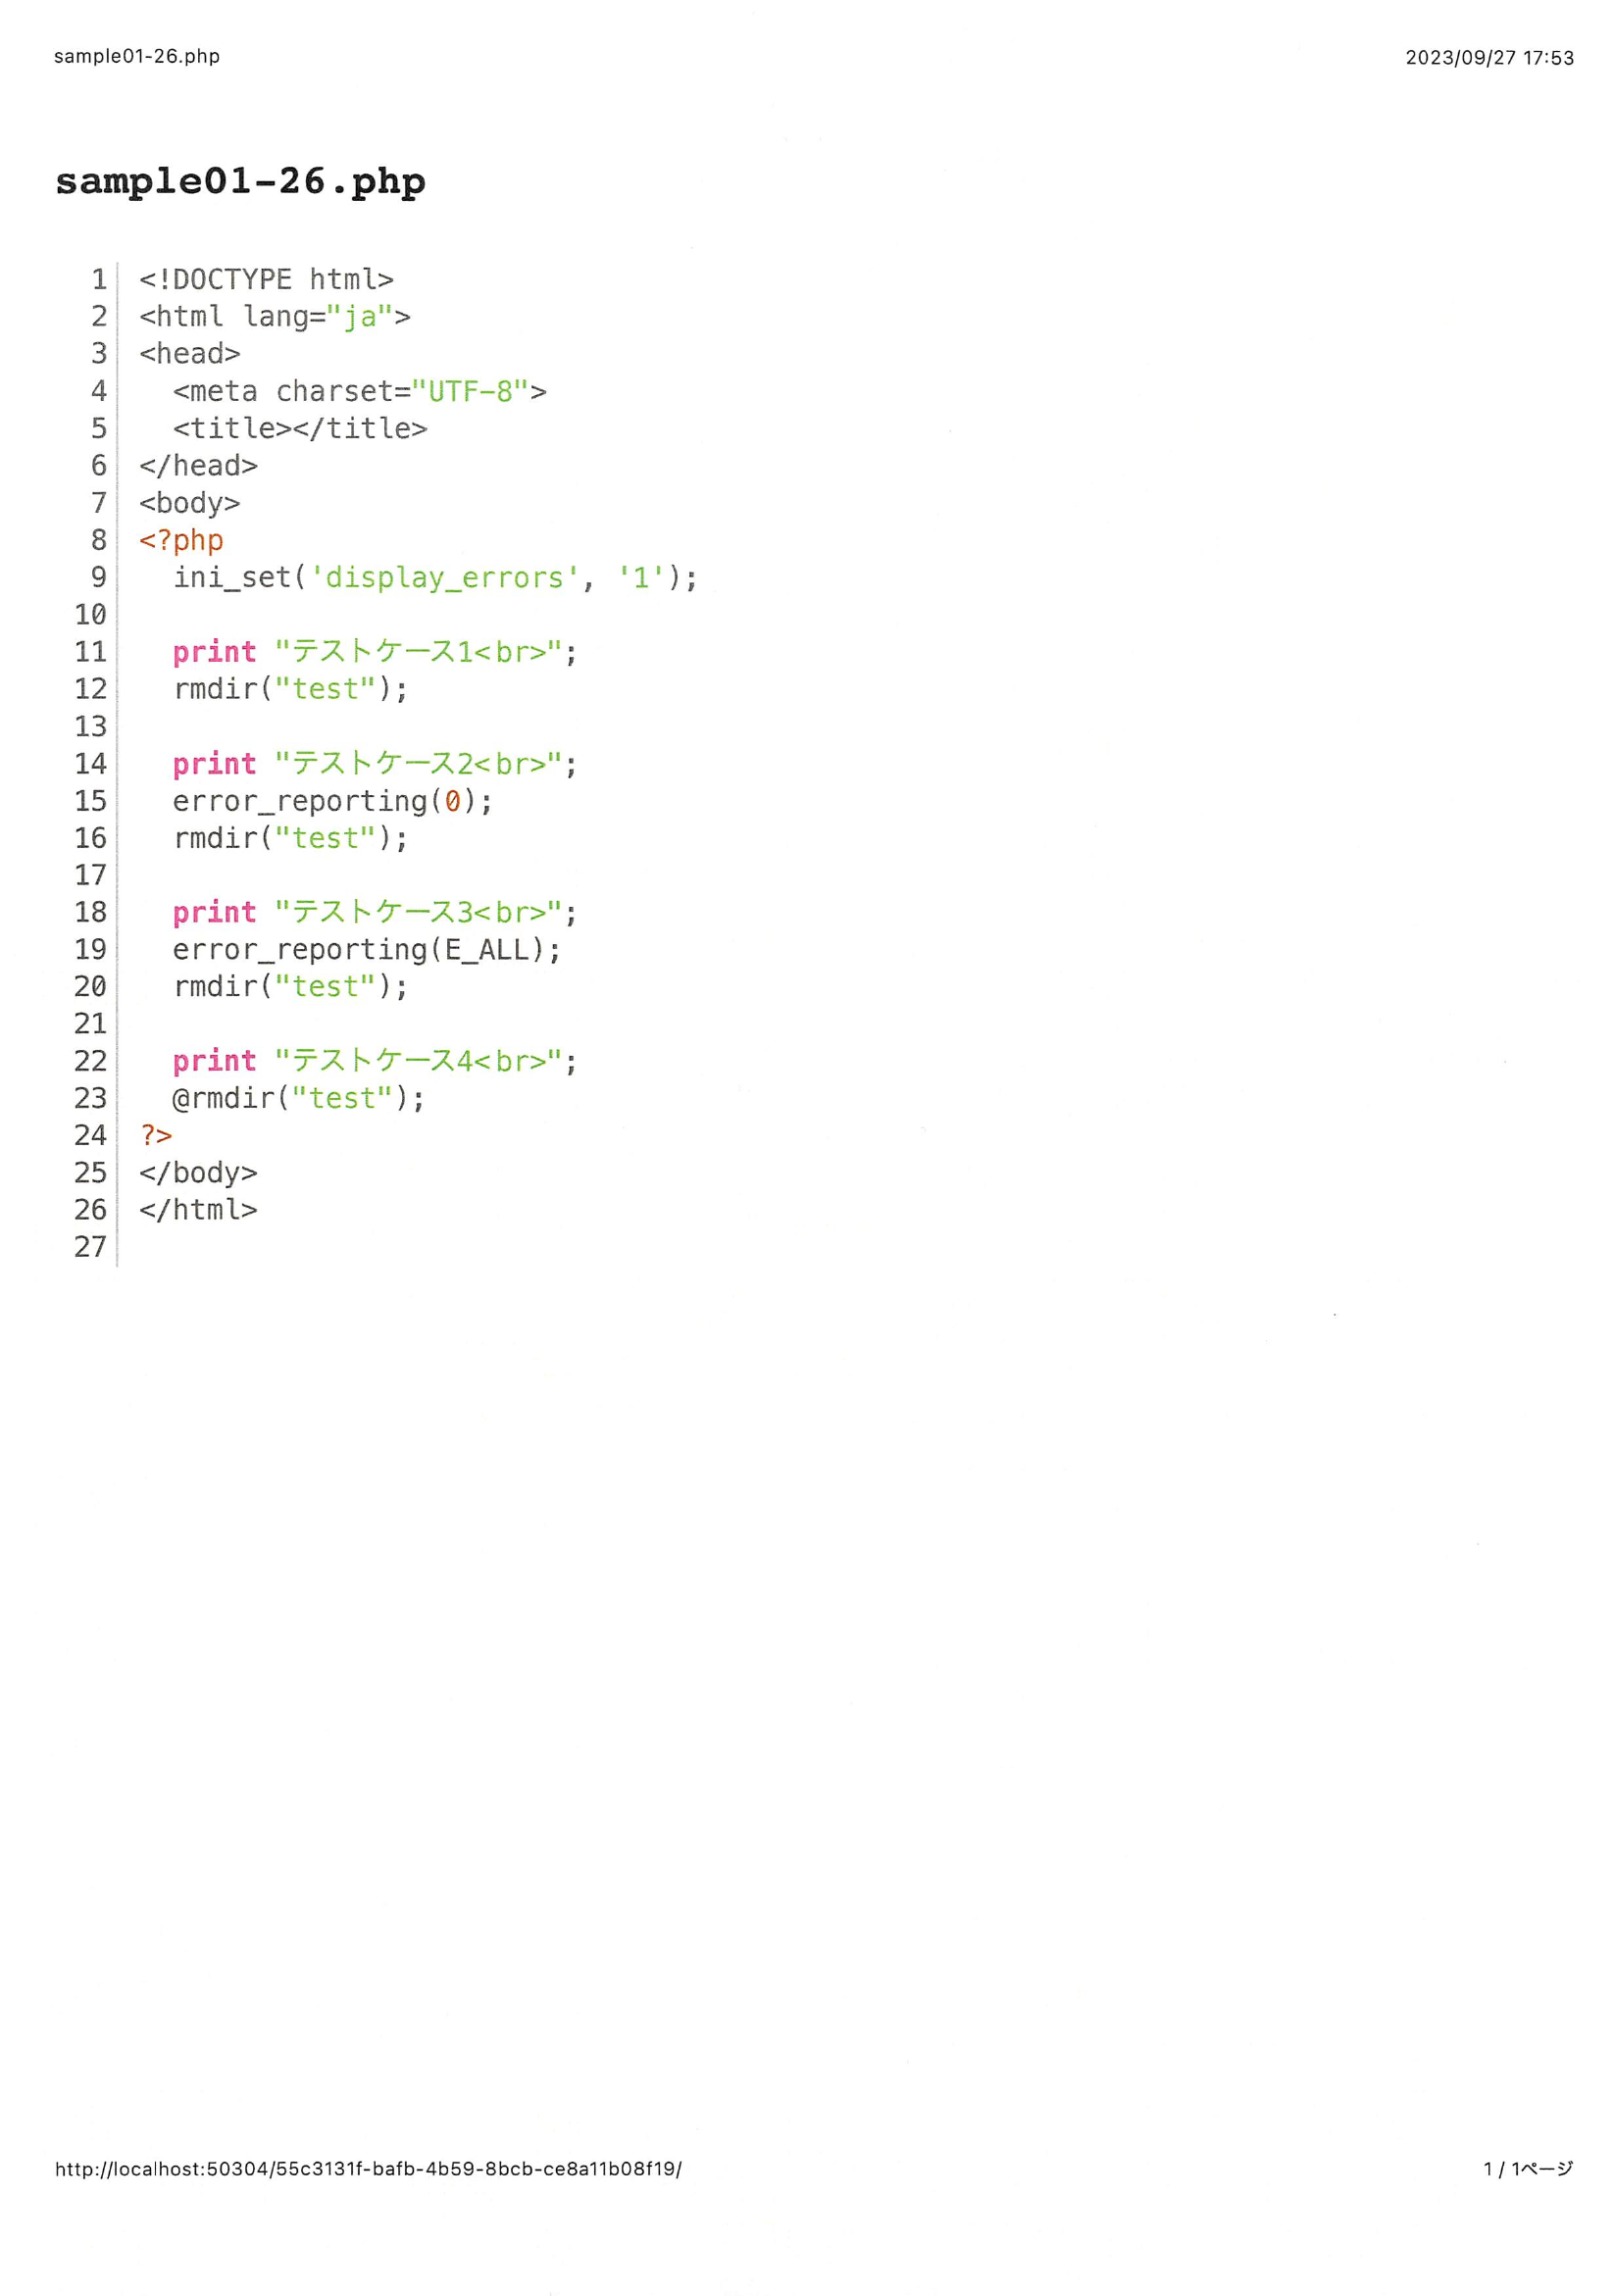 sample01-26.php
2023/09/27 17:53
sample01-26.php
1 <!DOCTYPE html>
2 <html lang="ja">
3 <head>
4   <meta charset="UTF-8">
5   <title></title>
6 </head>
7 <body>
8 <?php
9   ini_set('display_errors', '1');
10
11   print "テストケース1<br>";
12   rmdir("test");
13
14   print "テストケース2<br>";
15   error_reporting(0);
16   rmdir("test");
17
18   print "テストケース3<br>";
19   error_reporting(E_ALL);
20   rmdir("test");
21
22   print "テストケース4<br>";
23   @rmdir("test");
24 ?>
25 </body>
26 </html>
27
http://localhost:50304/55c3131f-bafb-4b59-8bcb-ce8a11b08f19/
1 / 1ページ